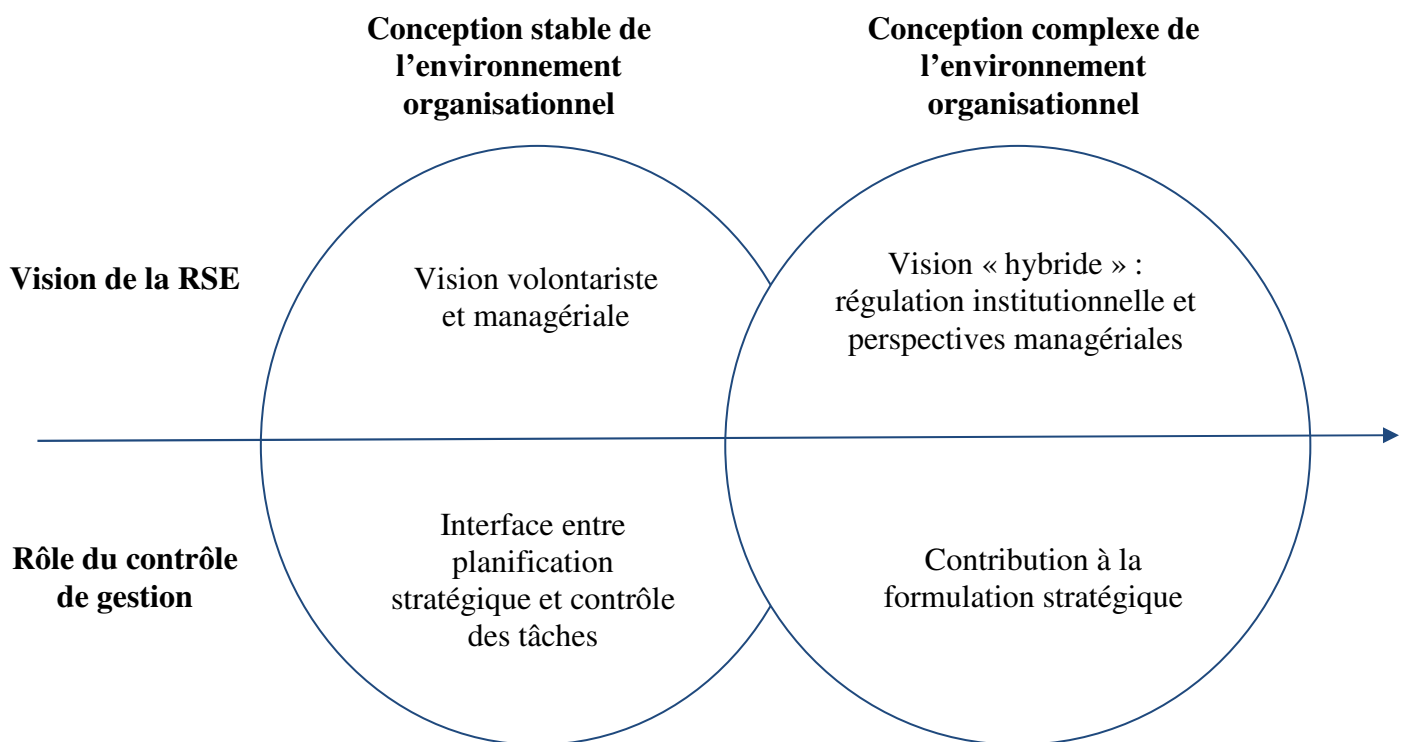 Conception stable de
l’environnement
organisationnel
Conception complexe de
l’environnement
organisationnel
Vision de la RSE
Vision volontariste
et managériale
Vision « hybride » :
régulation institutionnelle et
perspectives managériales
Rôle du contrôle
de gestion
Interface entre
planification
stratégique et contrôle
des tâches
Contribution à la
formulation stratégique